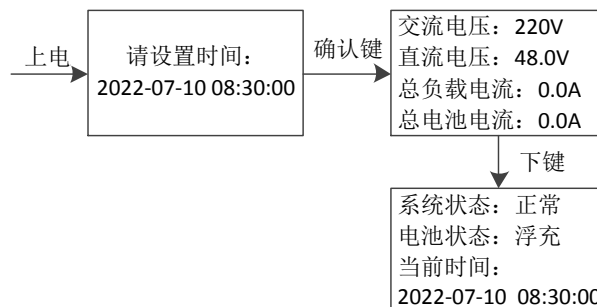 上电
请设置时间：
2022-07-10 08:30:00
确认键
交流电压：220V
直流电压：48.0V
总负载电流：0.0A
总电池电流：0.0A
下键
系统状态：正常
电池状态：浮充
当前时间：
2022-07-10 08:30:00